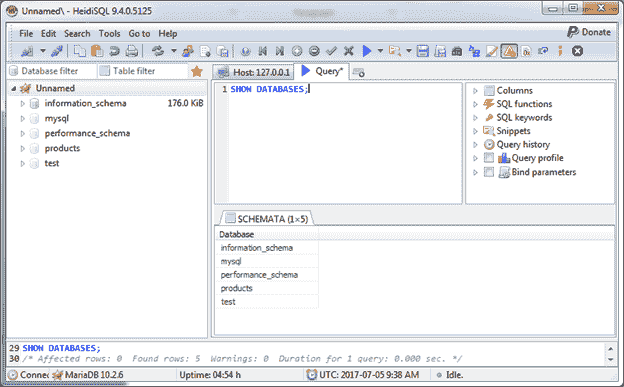 Unnamed\ - HeidiSQL 9.4.0.5125
File Edit Search Tools Go to Help
Donate
Database filter Table filter
Host: 127.0.0.1 Query*
Unnamed
information_schema 176.0 KiB
mysql
performance_schema
products
test
1 SHOW DATABASES;
Columns
SQL functions
SQL keywords
Snippets
Query history
Query profile
Bind parameters
SCHEMATA (1×5)
Database
information_schema
mysql
performance_schema
products
test
29 SHOW DATABASES;
30 /* Affected rows: 0 Found rows: 5 Warnings: 0 Duration for 1 query: 0.000 sec. */
Connec MariaDB 10.2.6 Uptime: 04:54 h UTC: 2017-07-05 9:38 AM Idle.